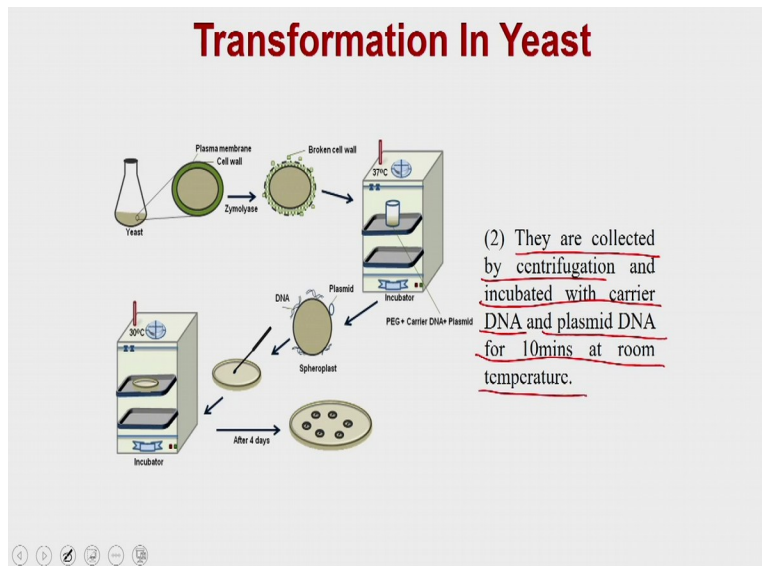 Transformation In Yeast
Plasma membrane
Cell wall
Broken cell wall
37⁰C
Zymolyase
Yeast
(2) They are collected
by centrifugation and
incubated with carrier
DNA and plasmid DNA
for 10mins at room
temperature.
Incubator
PEG+ Carrier DNA+ Plasmid
DNA
Plasmid
Spheroplast
30⁰C
After 4 days
Incubator